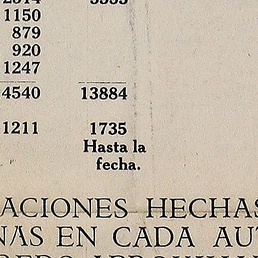 1150
879
920
1247
4540 13884
1211 1735
Hasta la
fecha.
ACIONES HECHAS
NAS EN CADA AUT